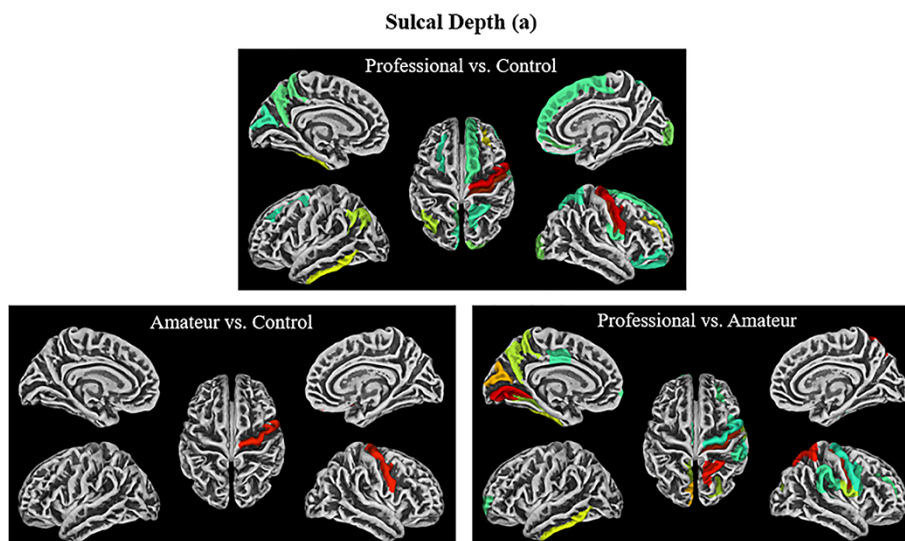 Sulcal Depth (a)
Professional vs. Control
Amateur vs. Control
Professional vs. Amateur